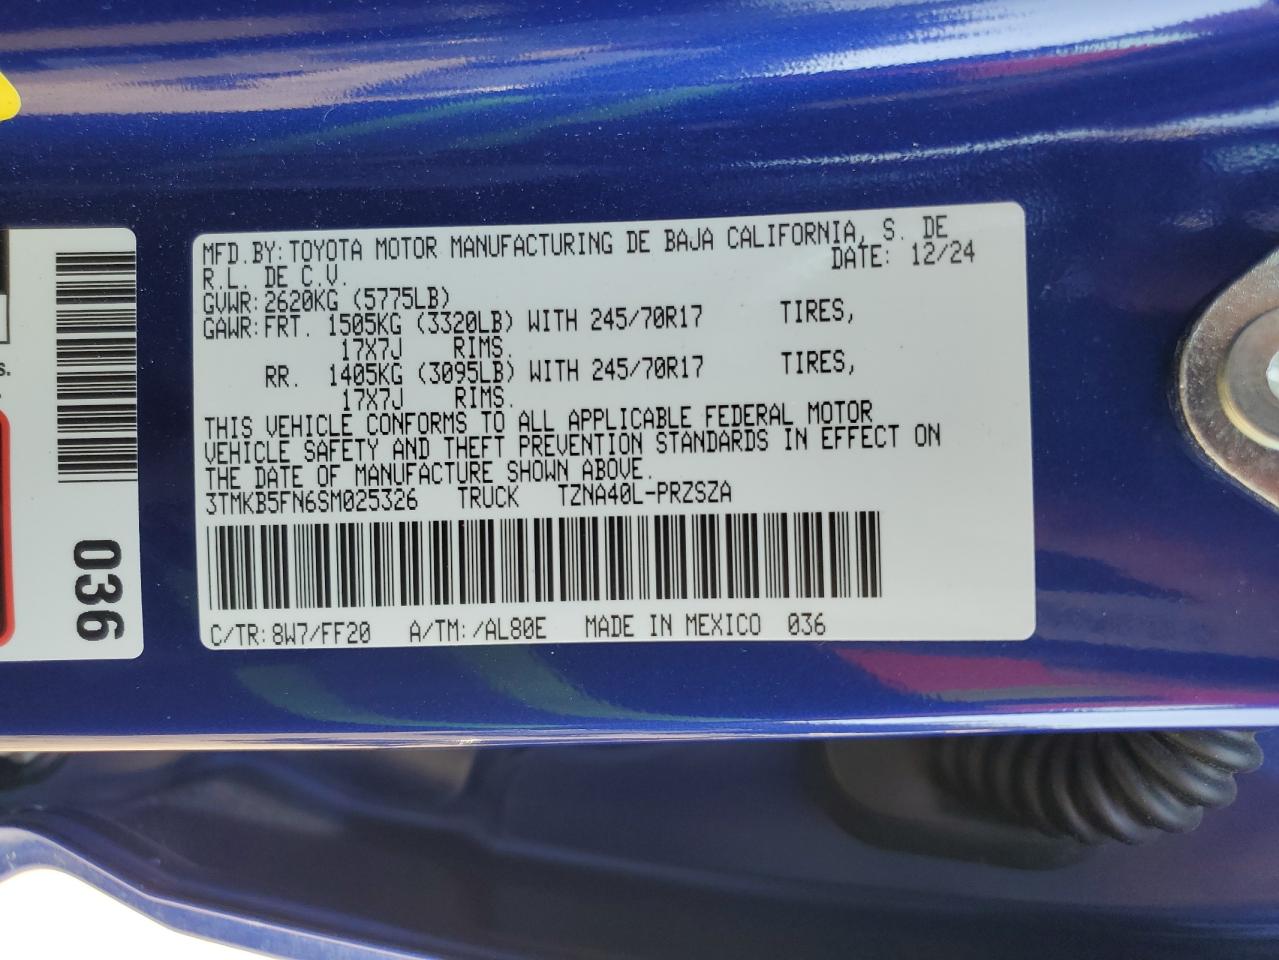 MFD.BY:TOYOTA MOTOR MANUFACTURING DE BAJA CALIFORNIA, S. DE
R.L. DE C.V. DATE: 12/24
GVWR:2620KG (5775LB)
GAWR:FRT. 1505KG (3320LB) WITH 245/70R17 TIRES,
17X7J RIMS.
RR. 1405KG (3095LB) WITH 245/70R17 TIRES,
17X7J RIMS.
THIS VEHICLE CONFORMS TO ALL APPLICABLE FEDERAL MOTOR
VEHICLE SAFETY AND THEFT PREVENTION STANDARDS IN EFFECT ON
THE DATE OF MANUFACTURE SHOWN ABOVE.
3TMKB5FN6SM025326 TRUCK TZNA40L-PRZSZA
C/TR:8W7/FF20 A/TM:/AL80E MADE IN MEXICO 036
036